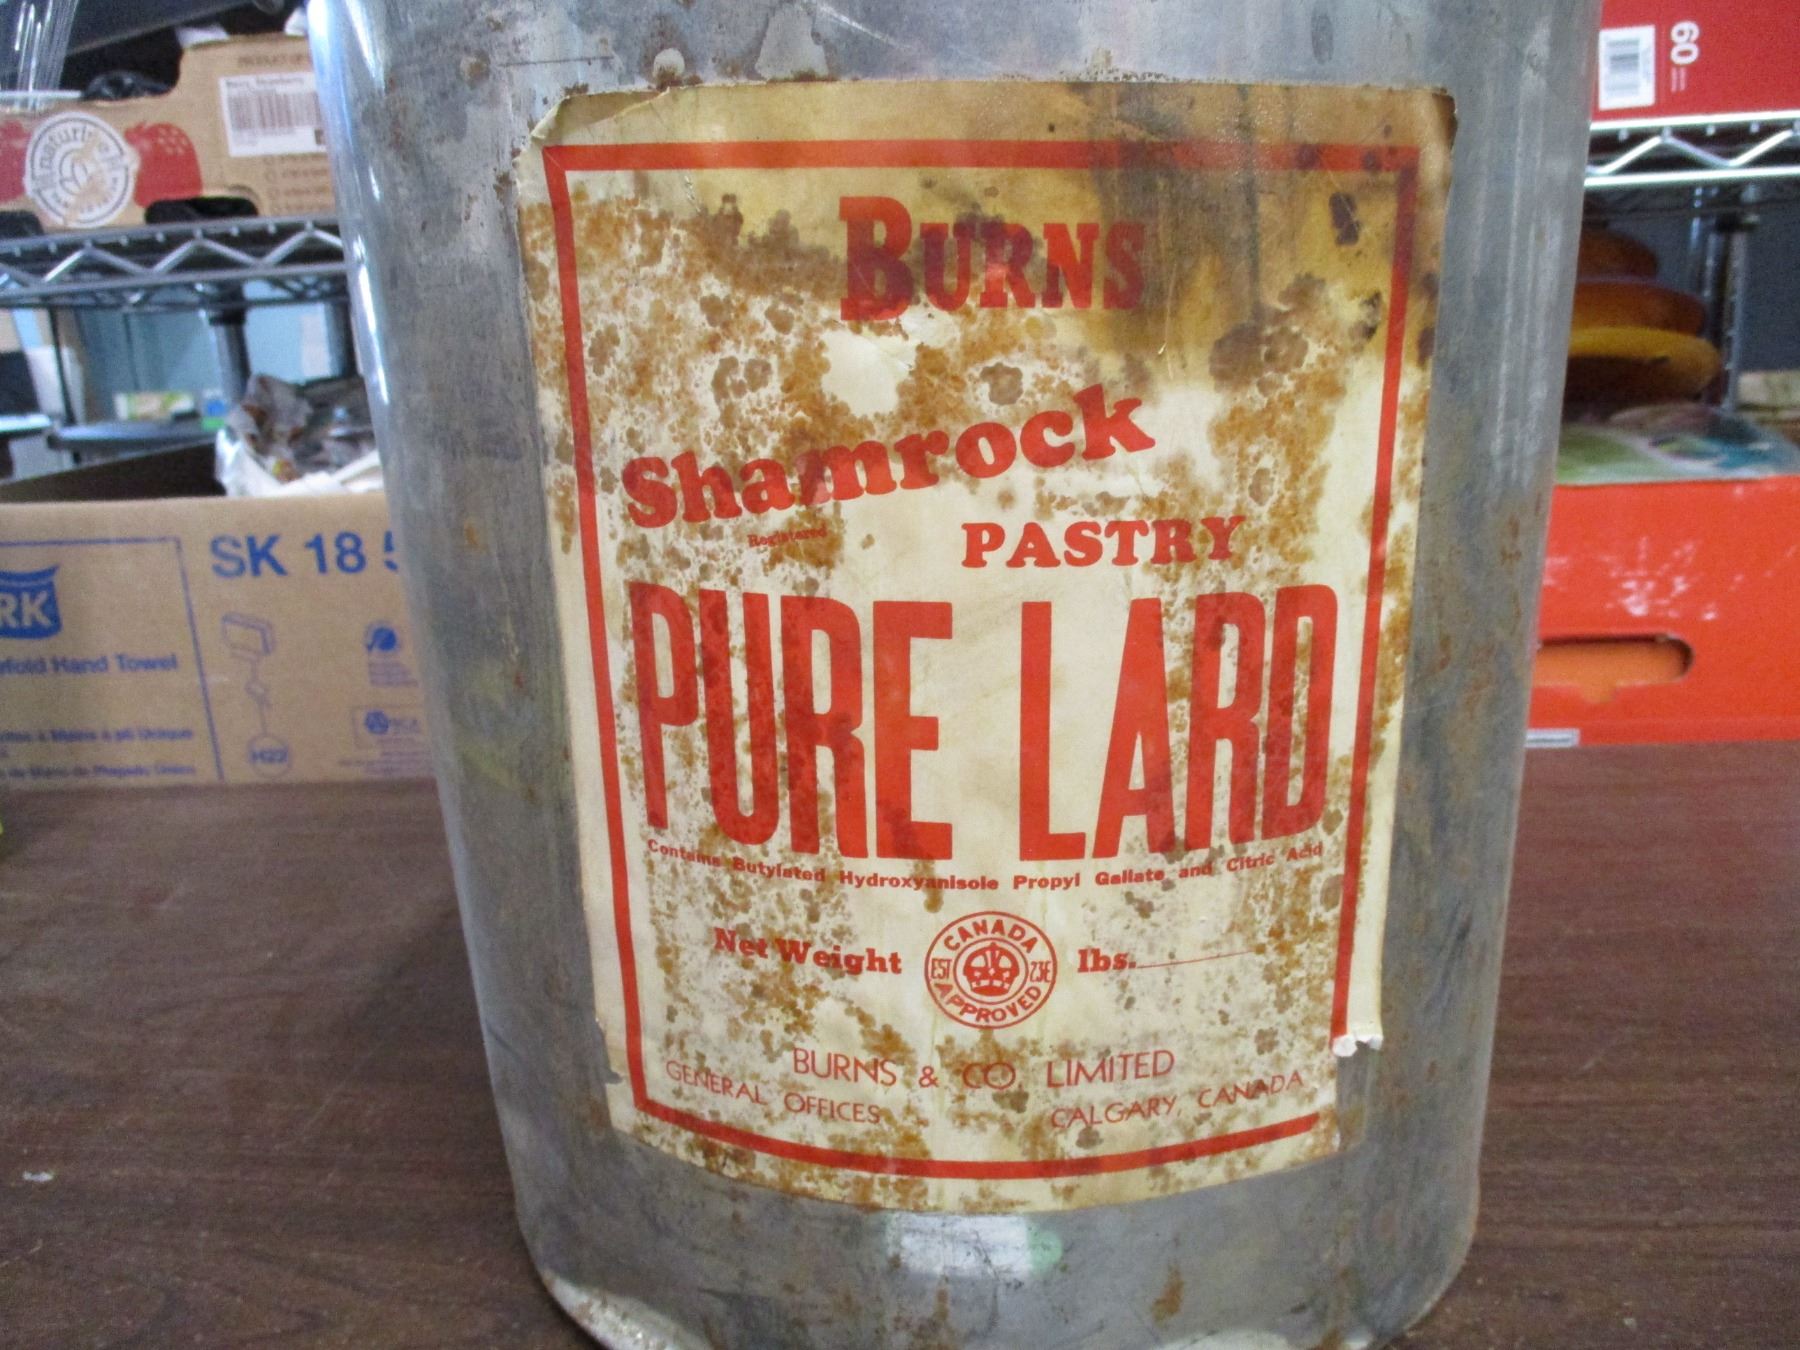 BURNS
Shamrock
Registered
PASTRY
PURE LARD
Contains Butylated Hydroxyanisole Propyl Gallate and Citric Acid
Net Weight lbs.
CANADA
EST 23E
APPROVED
BURNS & CO. LIMITED
GENERAL OFFICES CALGARY, CANADA
SK 18
Hand Towel
H22
60